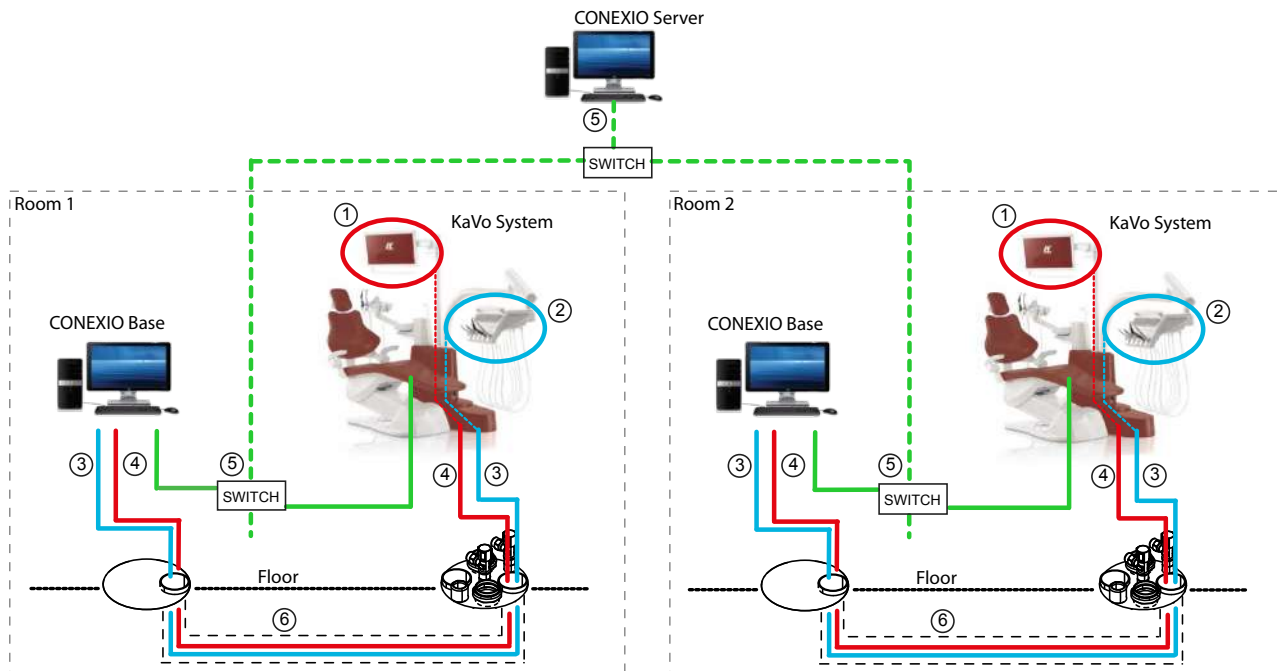 CONEXIO Server
⑤
SWITCH
Room 1
①
KaVo System
②
CONEXIO Base
③
④
⑤
SWITCH
④
③
Floor
⑥
Room 2
①
KaVo System
②
CONEXIO Base
③
④
⑤
SWITCH
④
③
Floor
⑥